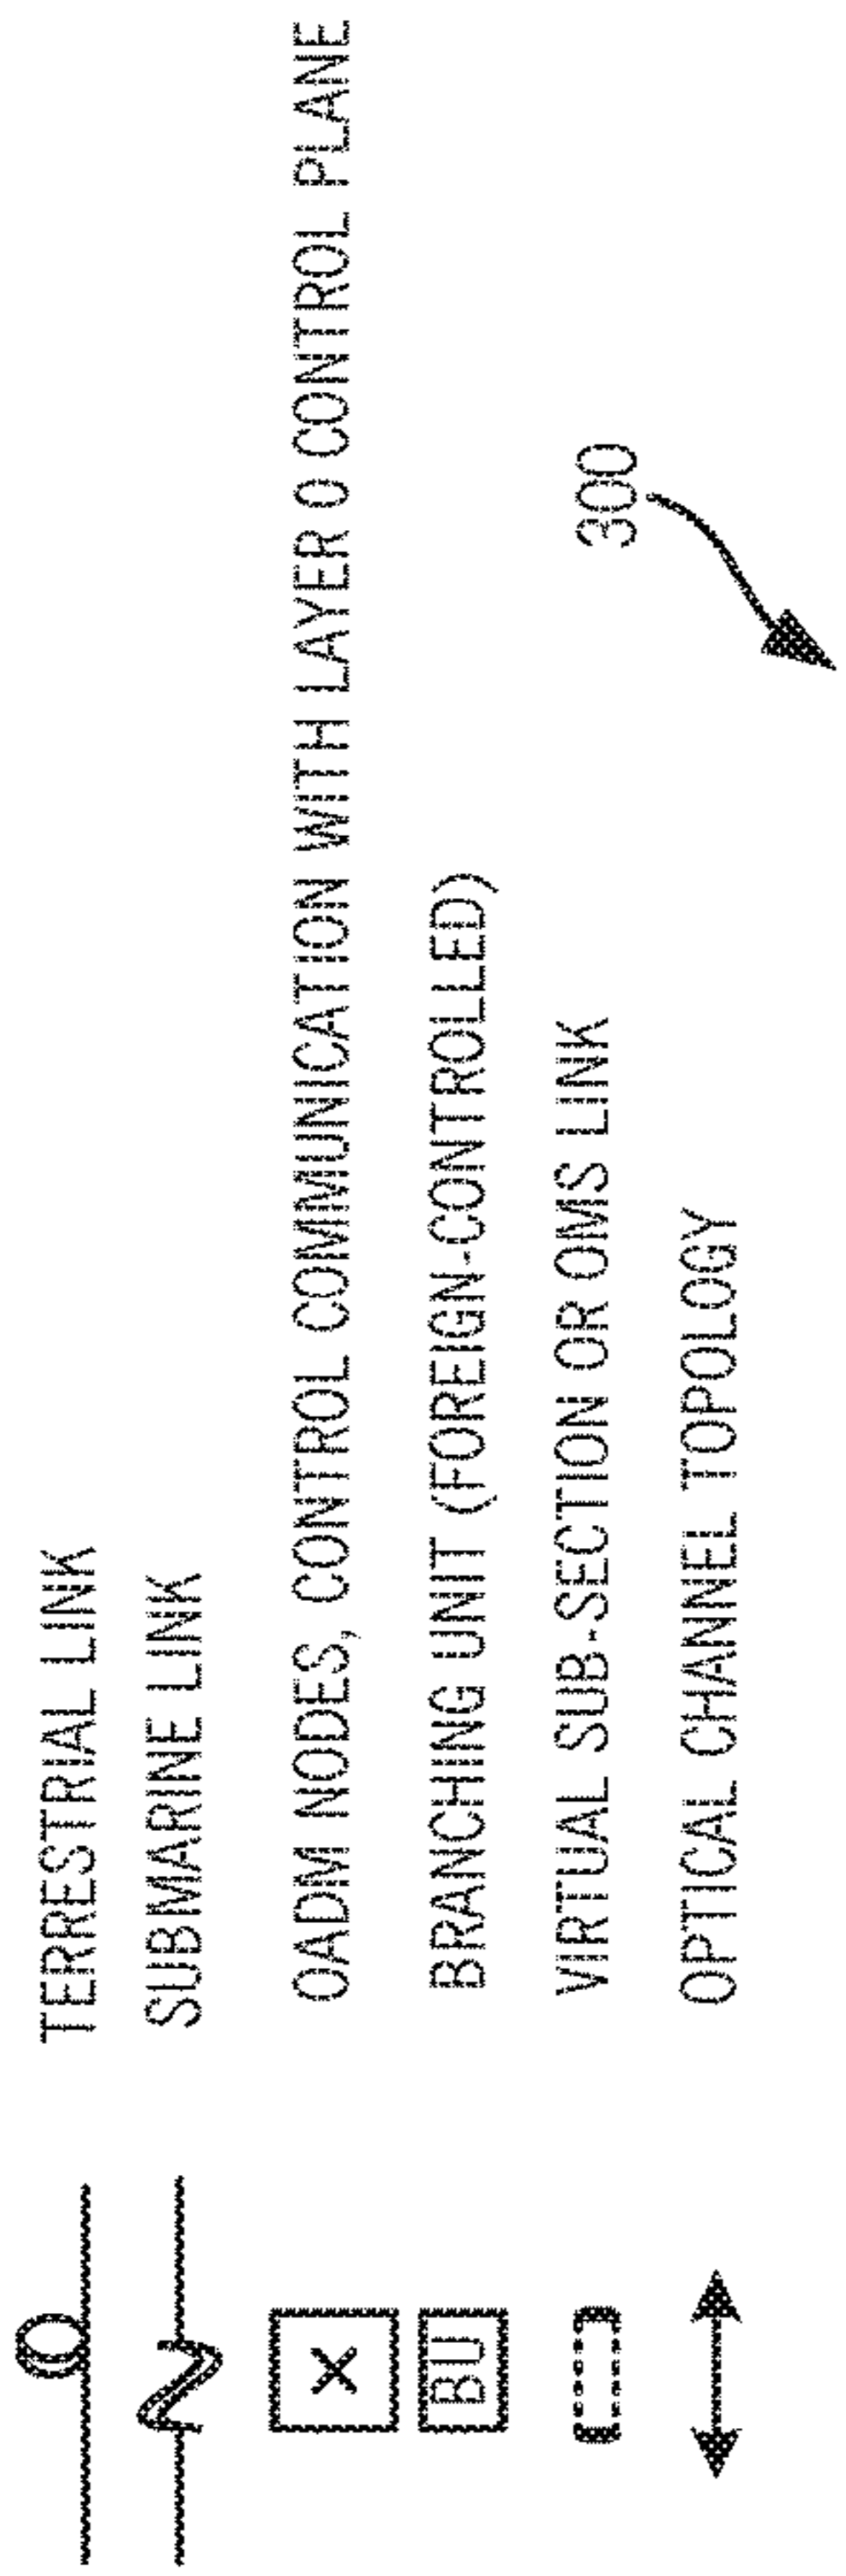 TERRESTRIAL LINK
SUBMARINE LINK
X OADM NODES, CONTROL COMMUNICATION WITH LAYER 0 CONTROL PLANE
BU BRANCHING UNIT (FOREIGN-CONTROLLED)
VIRTUAL SUB-SECTION OR OMS LINK
300
OPTICAL CHANNEL TOPOLOGY